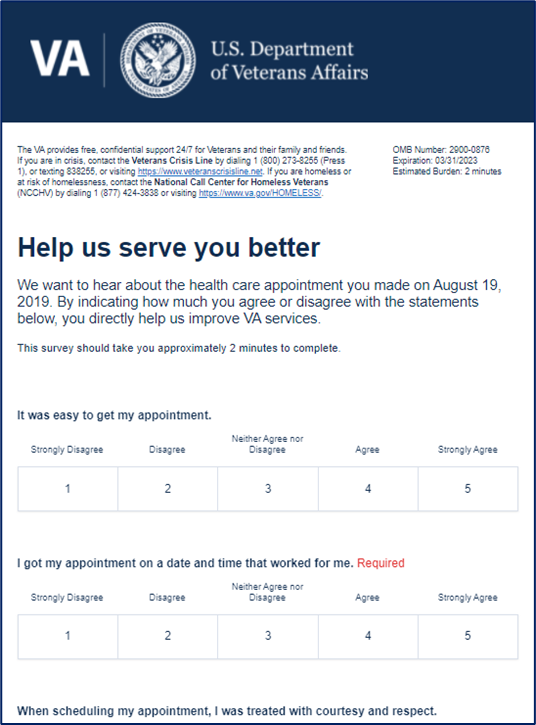 VA
U.S. Department
of Veterans Affairs
The VA provides free, confidential support 24/7 for Veterans and their family and friends.
If you are in crisis, contact the Veterans Crisis Line by dialing 1 (800) 273-8255 (Press
1), or texting 838255, or visiting https://www.veteranscrisisline.net. If you are homeless or
at risk of homelessness, contact the National Call Center for Homeless Veterans
(NCCHV) by dialing 1 (877) 424-3838 or visiting https://www.va.gov/HOMELESS/.
OMB Number: 2900-0876
Expiration: 03/31/2023
Estimated Burden: 2 minutes
Help us serve you better
We want to hear about the health care appointment you made on August 19,
2019. By indicating how much you agree or disagree with the statements
below, you directly help us improve VA services.
This survey should take you approximately 2 minutes to complete.
It was easy to get my appointment.
Strongly Disagree Disagree Neither Agree nor Disagree Agree Strongly Agree
1 2 3 4 5
I got my appointment on a date and time that worked for me. Required
Strongly Disagree Disagree Neither Agree nor Disagree Agree Strongly Agree
1 2 3 4 5
When scheduling my appointment, I was treated with courtesy and respect.